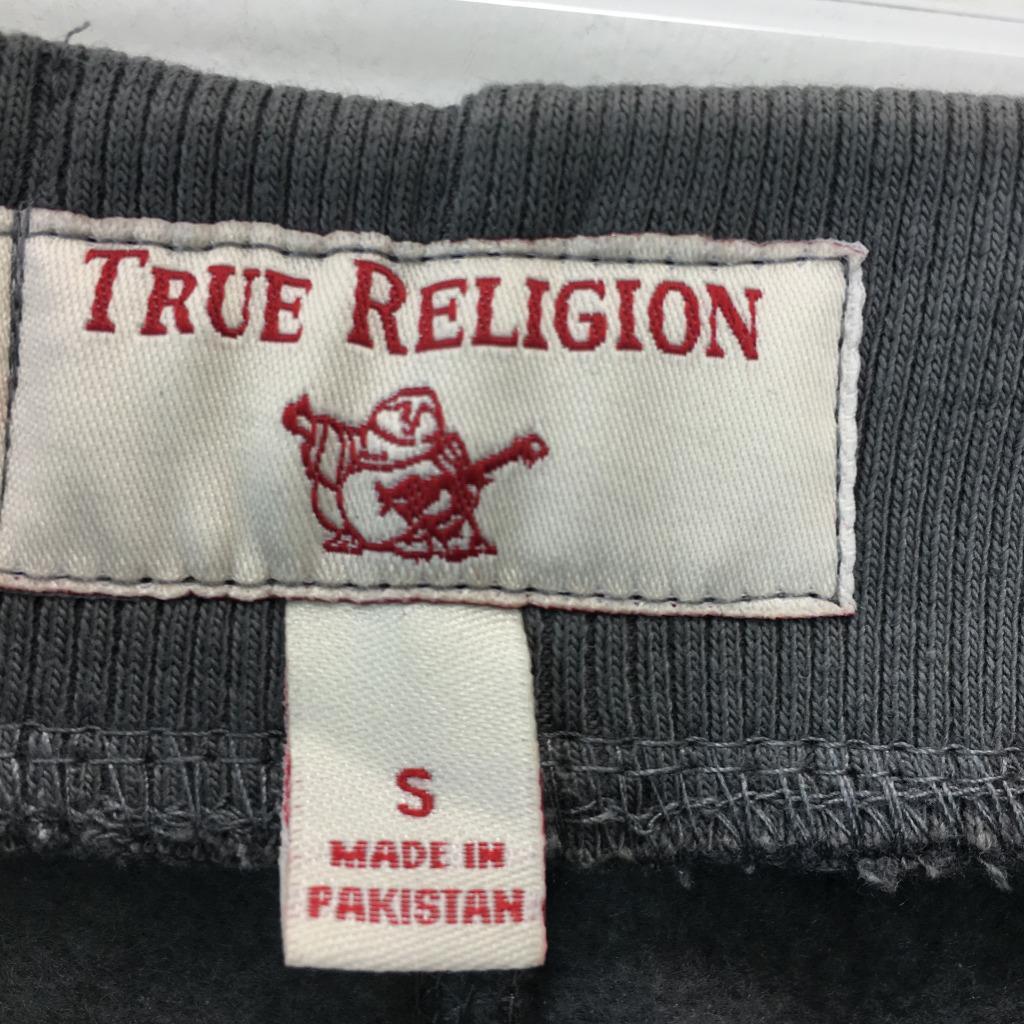 TRUE RELIGION
S
MADE IN
PAKISTAN